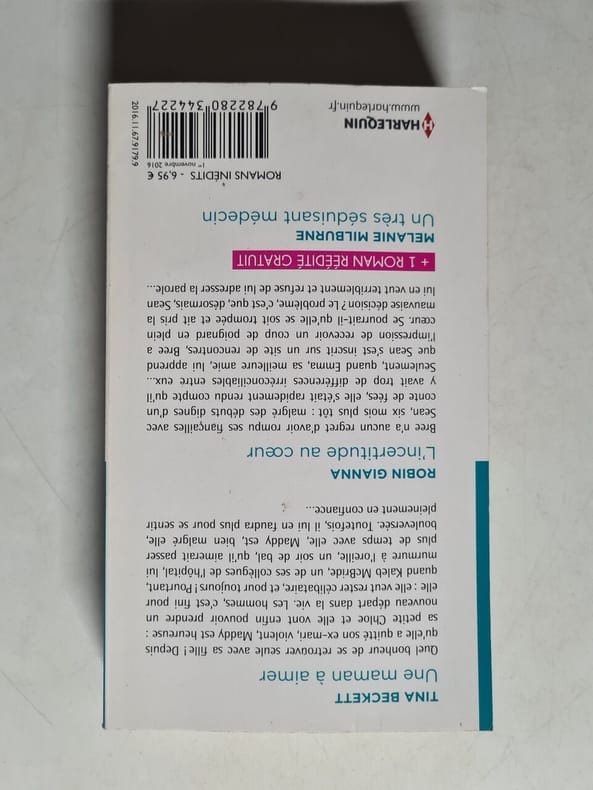 TINA BECKETT
Une maman à aimer
Quel bonheur de se retrouver seule avec sa fille ! Depuis
qu'elle a quitté son ex-mari, violent, Maddy est heureuse :
sa petite Chloe et elle vont enfin pouvoir prendre un
nouveau départ dans la vie. Les hommes, c'est fini pour
elle : elle veut rester célibataire, et pour toujours ! Pourtant,
quand Kaleb McBride, un de ses collègues de l'hôpital, lui
murmure à l'oreille, un soir de bal, qu'il aimerait passer
plus de temps avec elle, Maddy est, bien malgré elle,
bouleversée. Toutefois, il lui en faudra plus pour se sentir
pleinement en confiance...
ROBIN GIANNA
L'incertitude au cœur
Bree n'a aucun regret d'avoir rompu ses fiançailles avec
Sean, six mois plus tôt : malgré des débuts dignes d'un
conte de fées, elle s'était rapidement rendu compte qu'il
y avait trop de différences irréconciliables entre eux...
Seulement, quand Emma, sa meilleure amie, lui apprend
que Sean s'est inscrit sur un site de rencontres, Bree a
l'impression de recevoir un coup de poignard en plein
cœur. Se pourrait-il qu'elle se soit trompée et ait pris la
mauvaise décision ? Le problème, c'est que, désormais, Sean
lui en veut terriblement et refuse de lui adresser la parole...
+ 1 ROMAN RÉÉDITÉ GRATUIT
MELANIE MILBURNE
Un très séduisant médecin
ROMANS INÉDITS - 6,95 €
1er novembre 2016
HARLEQUIN
www.harlequin.fr
9 782280 344227
2016.11.67.9179.9